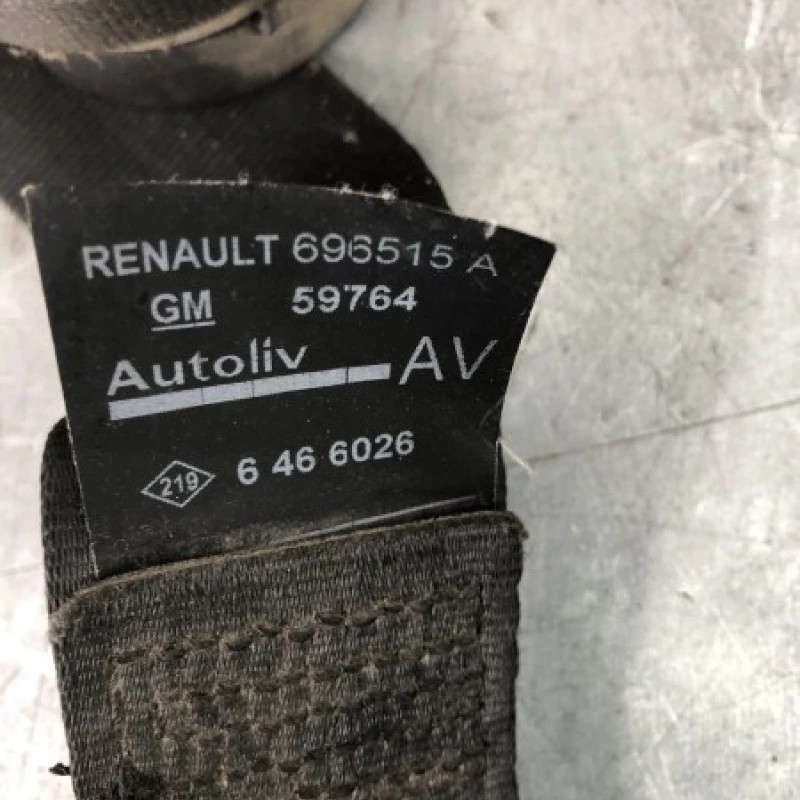 RENAULT 696515 A
GM 59764
Autoliv AV
219 6 46 6026